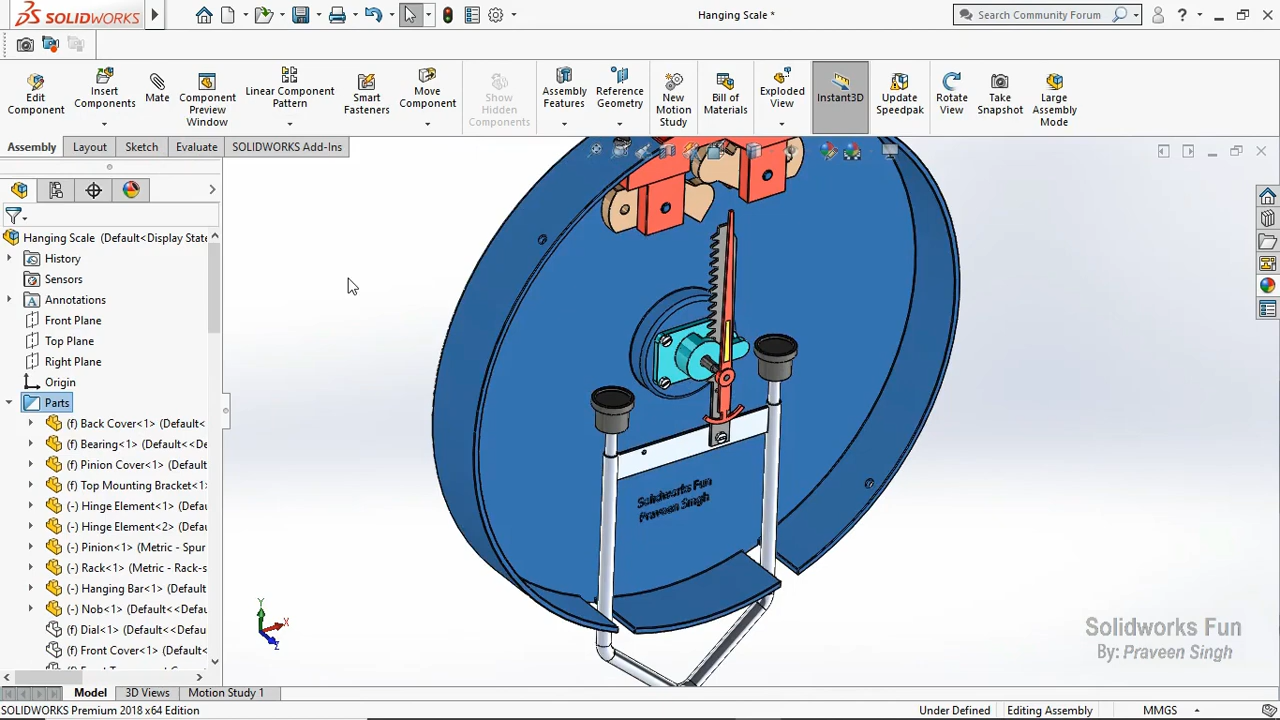 SOLIDWORKS
Hanging Scale *
Search Community Forum
?
Edit Component
Insert Components
Mate
Component Preview Window
Linear Component Pattern
Smart Fasteners
Move Component
Show Hidden Components
Assembly Features
Reference Geometry
New Motion Study
Bill of Materials
Exploded View
Instant3D
Update Speedpak
Rotate View
Take Snapshot
Large Assembly Mode
Assembly
Layout
Sketch
Evaluate
SOLIDWORKS Add-Ins
Hanging Scale (Default<Display State
History
Sensors
Annotations
Front Plane
Top Plane
Right Plane
Origin
Parts
(f) Back Cover<1> (Default<
(f) Bearing<1> (Default<<De
(f) Pinion Cover<1> (Default
(f) Top Mounting Bracket<1>
(-) Hinge Element<1> (Defau
(-) Hinge Element<2> (Defau
(-) Pinion<1> (Metric - Spur
(-) Rack<1> (Metric - Rack-s
(-) Hanging Bar<1> (Default
(-) Nob<1> (Default<<Defau
(f) Dial<1> (Default<<Defau
(f) Front Cover<1> (Default
Solidworks Fun
Praveen Singh
Y
X
Z
Solidworks Fun
By: Praveen Singh
Model
3D Views
Motion Study 1
SOLIDWORKS Premium 2018 x64 Edition
Under Defined
Editing Assembly
MMGS